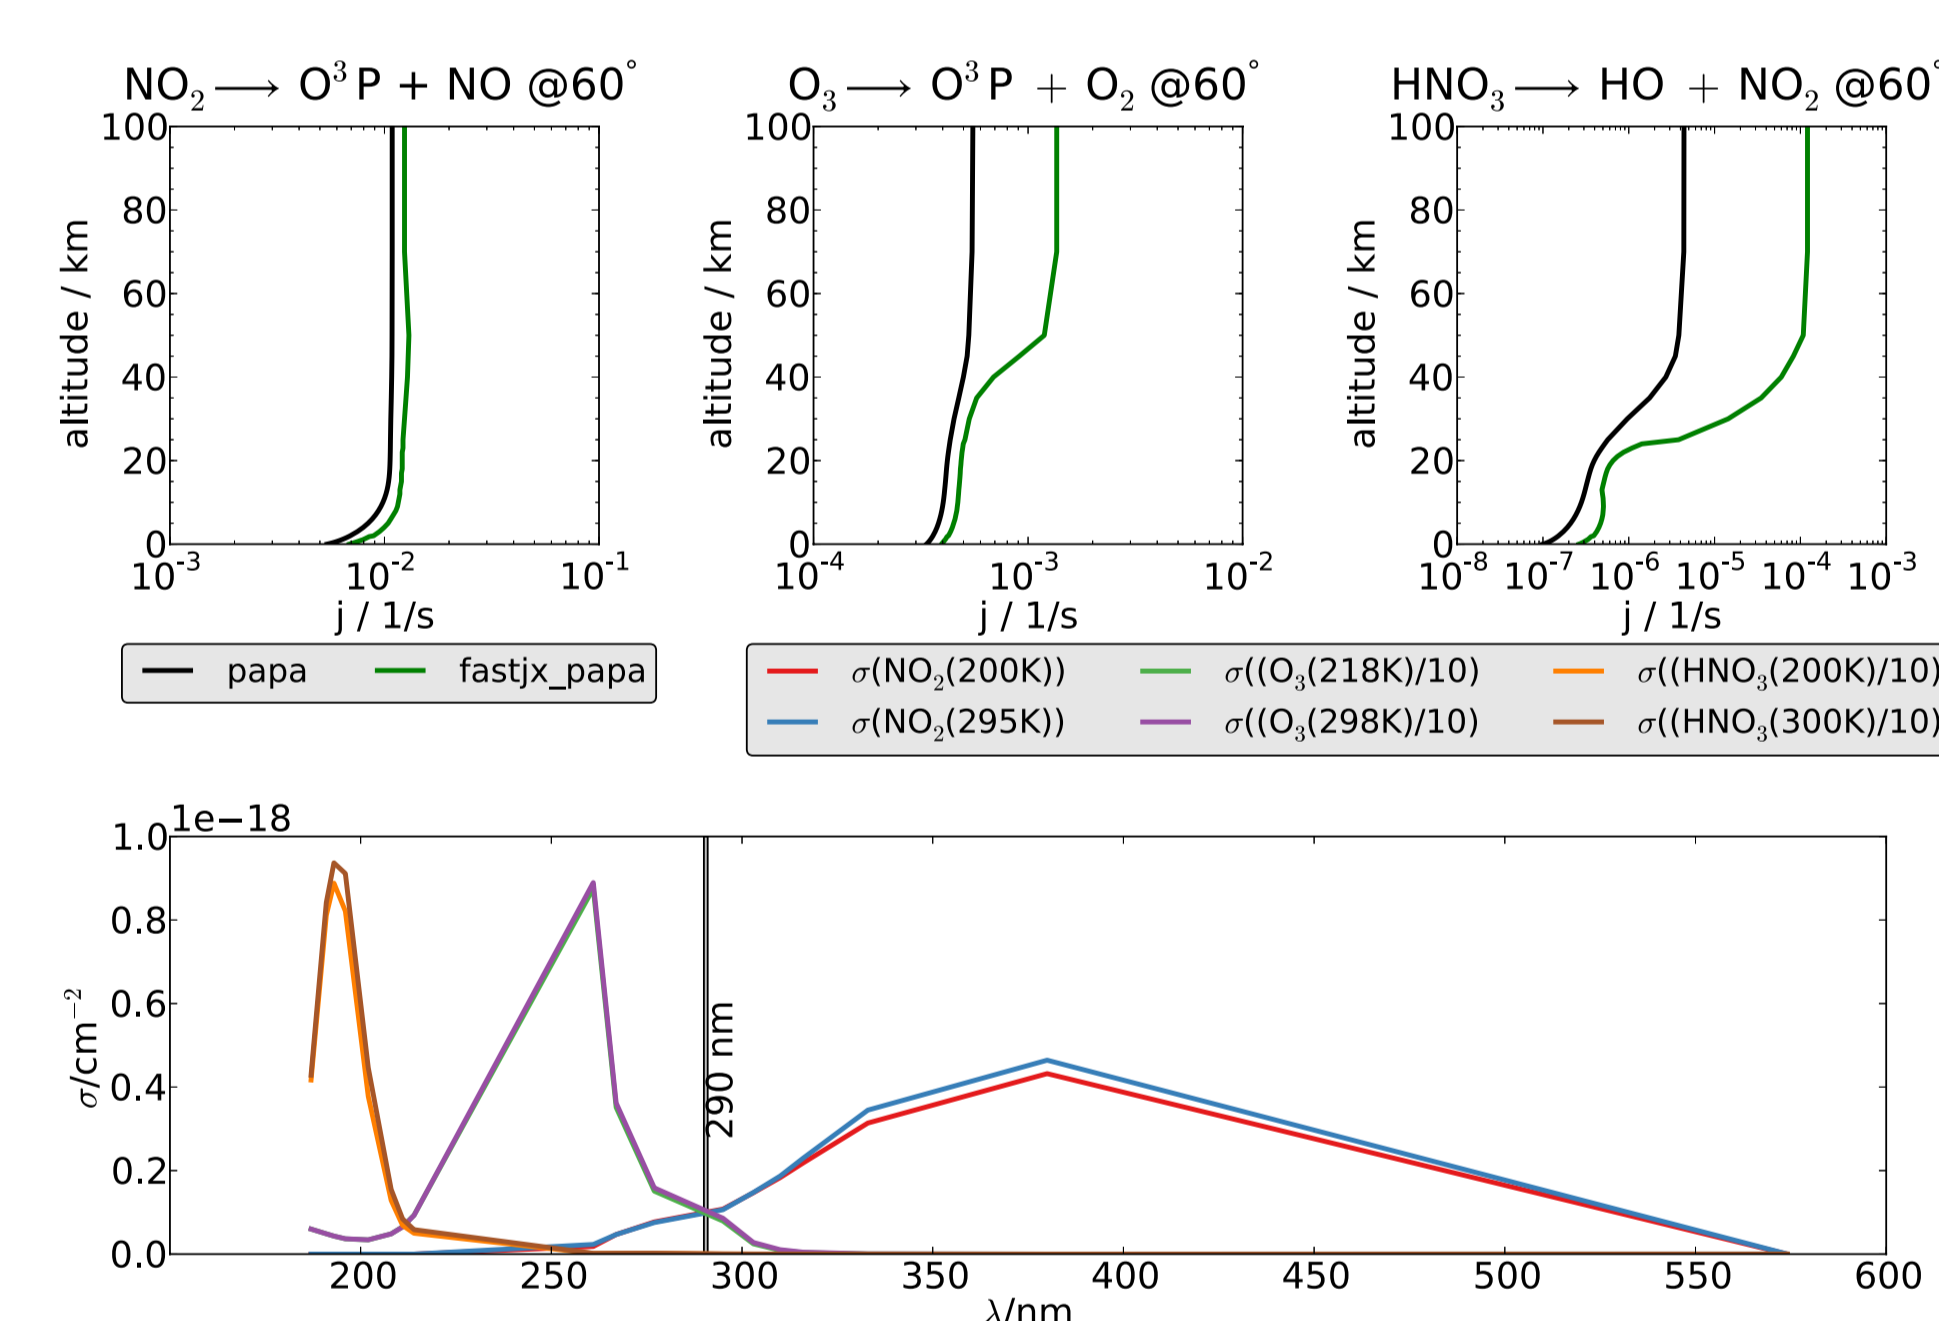 NO₂ ⟶ O³P + NO @60°
O₃ ⟶ O³P + O₂ @60°
HNO₃ ⟶ HO + NO₂ @60°
100
80
60
40
20
0
altitude / km
10⁻³ 10⁻² 10⁻¹
j / 1/s
100
80
60
40
20
0
altitude / km
10⁻⁴ 10⁻³ 10⁻²
j / 1/s
100
80
60
40
20
0
altitude / km
10⁻⁸ 10⁻⁷ 10⁻⁶ 10⁻⁵ 10⁻⁴ 10⁻³
j / 1/s
papa fastjx_papa
σ(NO₂(200K)) σ((O₃(218K)/10) σ((HNO₃(200K)/10)
σ(NO₂(295K)) σ((O₃(298K)/10) σ((HNO₃(300K)/10)
1e−18
1.0
0.8
0.6
0.4
0.2
0.0
σ/cm⁻²
290 nm
200 250 300 350 400 450 500 550 600
λ/nm